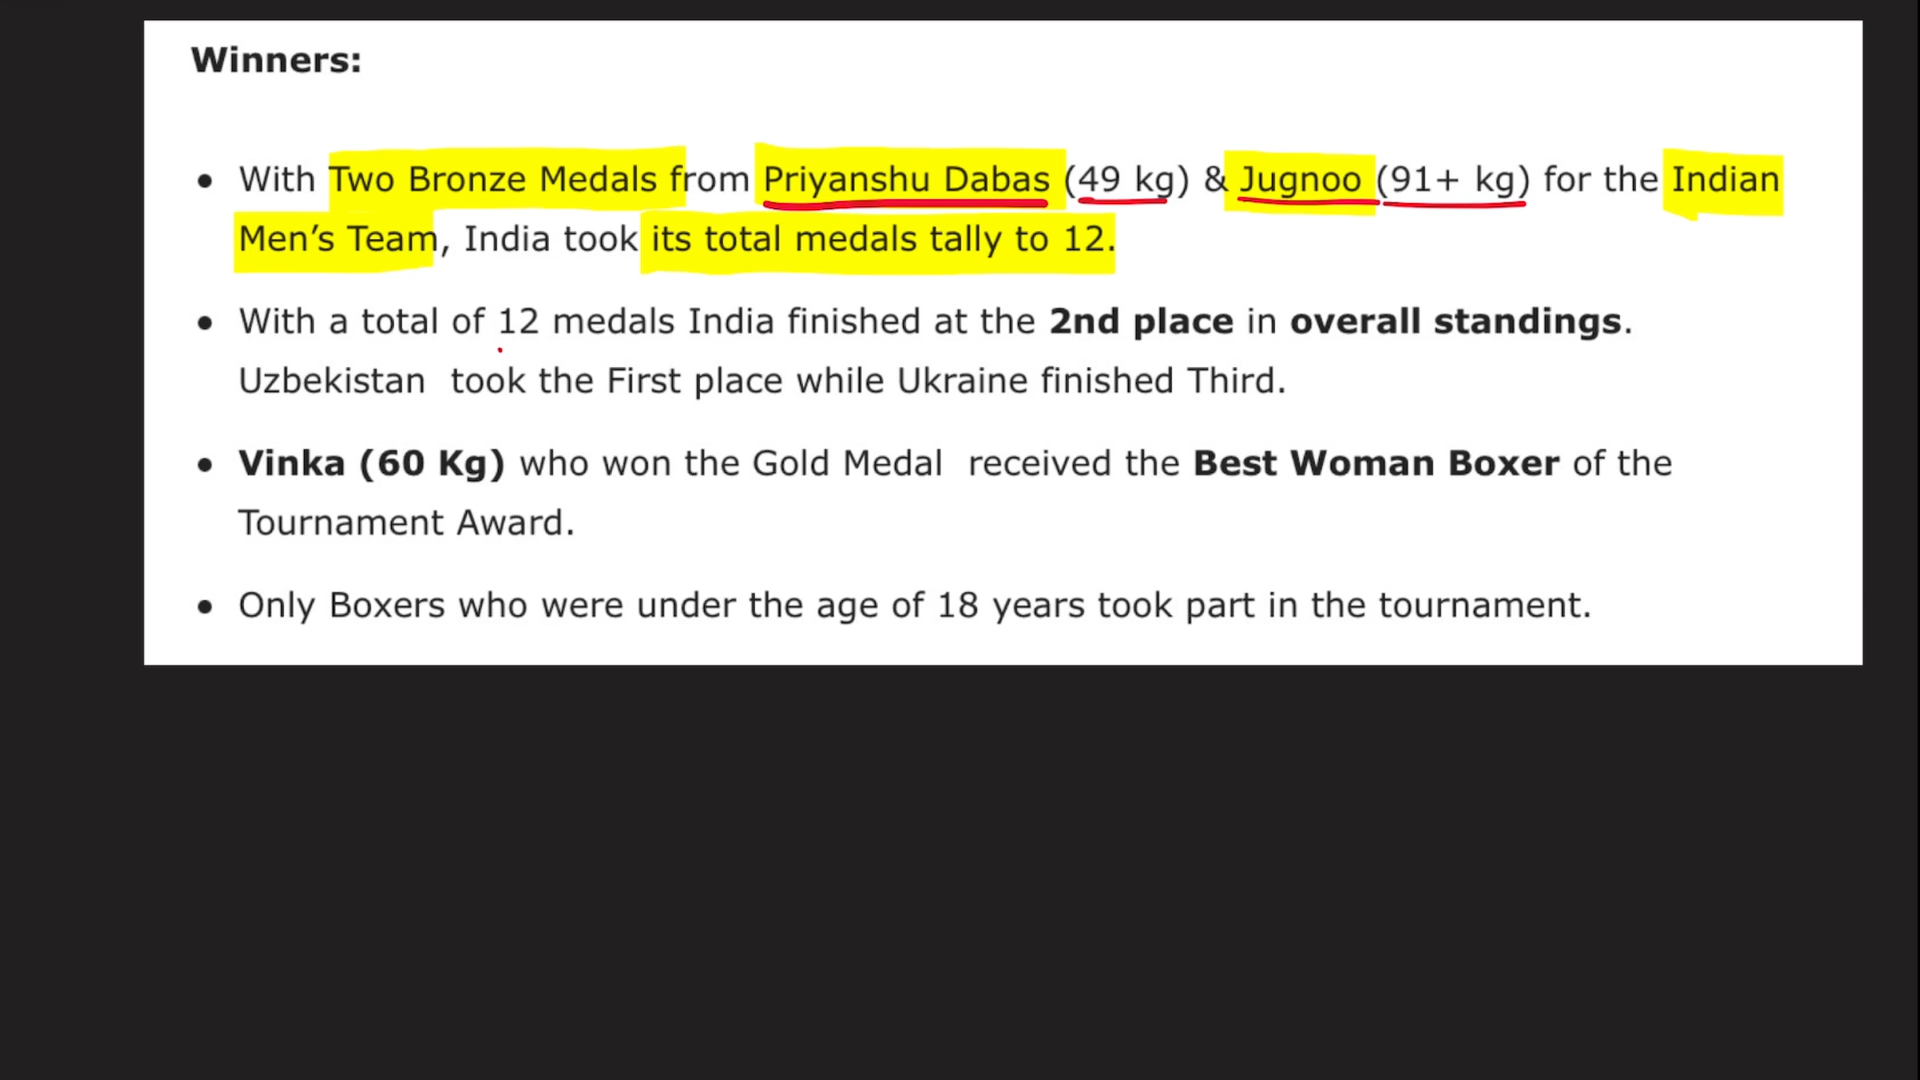 Winners:
• With Two Bronze Medals from Priyanshu Dabas (49 kg) & Jugnoo (91+ kg) for the Indian
Men’s Team, India took its total medals tally to 12.
• With a total of 12 medals India finished at the 2nd place in overall standings.
Uzbekistan took the First place while Ukraine finished Third.
• Vinka (60 Kg) who won the Gold Medal received the Best Woman Boxer of the
Tournament Award.
• Only Boxers who were under the age of 18 years took part in the tournament.